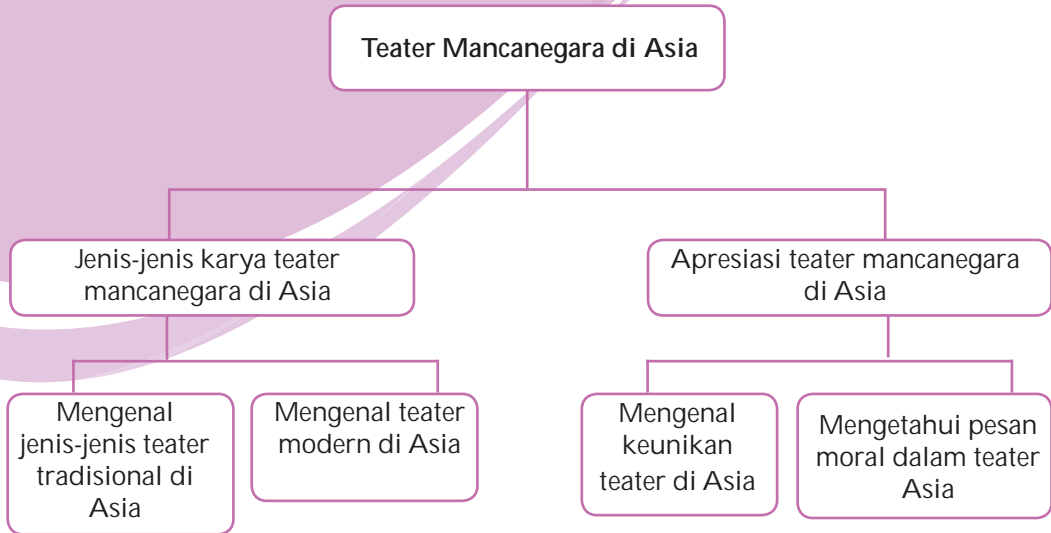 Teater Mancanegara di Asia
Jenis-jenis karya teater
mancanegara di Asia
Apresiasi teater mancanegara
di Asia
Mengenal
jenis-jenis teater
tradisional di
Asia
Mengenal teater
modern di Asia
Mengenal
keunikan
teater di Asia
Mengetahui pesan
moral dalam teater
Asia